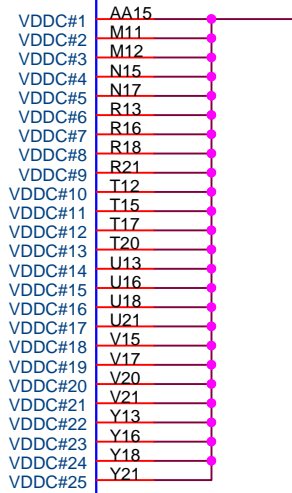 VDDC#1 AA15
VDDC#2 M11
VDDC#3 M12
VDDC#4 N15
VDDC#5 N17
VDDC#6 R13
VDDC#7 R16
VDDC#8 R18
VDDC#9 R21
VDDC#10 T12
VDDC#11 T15
VDDC#12 T17
VDDC#13 T20
VDDC#14 U13
VDDC#15 U16
VDDC#16 U18
VDDC#17 U21
VDDC#18 V15
VDDC#19 V17
VDDC#20 V20
VDDC#21 V21
VDDC#22 Y13
VDDC#23 Y16
VDDC#24 Y18
VDDC#25 Y21